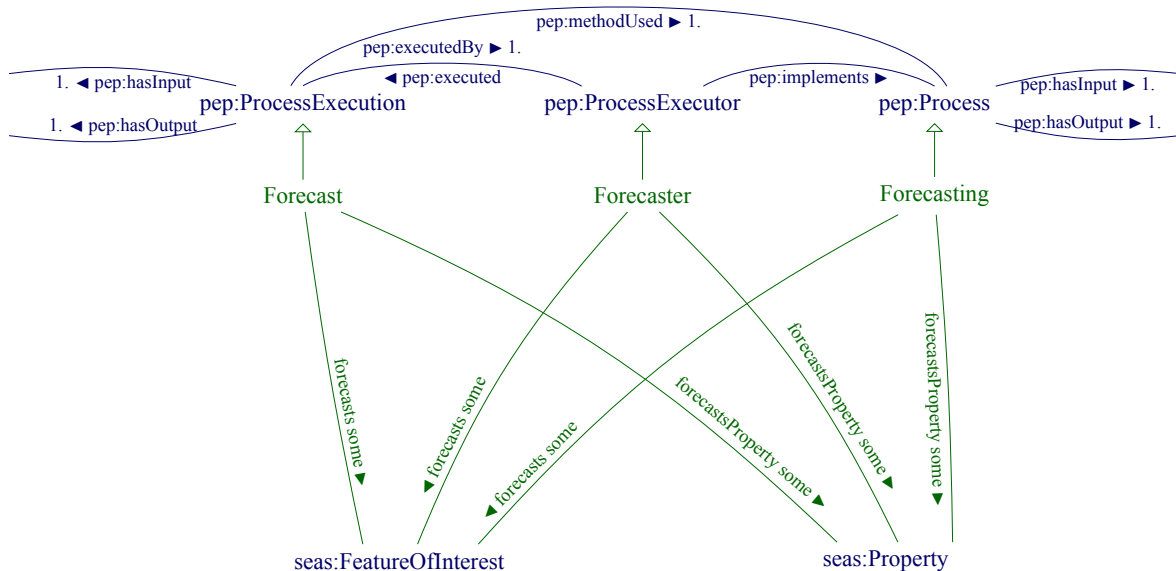 pep:methodUsed ► 1.
pep:executedBy ► 1.
1. ◄ pep:hasInput
◄ pep:executed
pep:implements ►
pep:hasInput ► 1.
pep:ProcessExecution
pep:ProcessExecutor
pep:Process
1. ◄ pep:hasOutput
pep:hasOutput ► 1.
Forecast
Forecaster
Forecasting
forecasts some ►
◄ forecasts some
◄ forecasts some
forecastsProperty some ►
forecastsProperty some ►
forecastsProperty some ►
seas:FeatureOfInterest
seas:Property